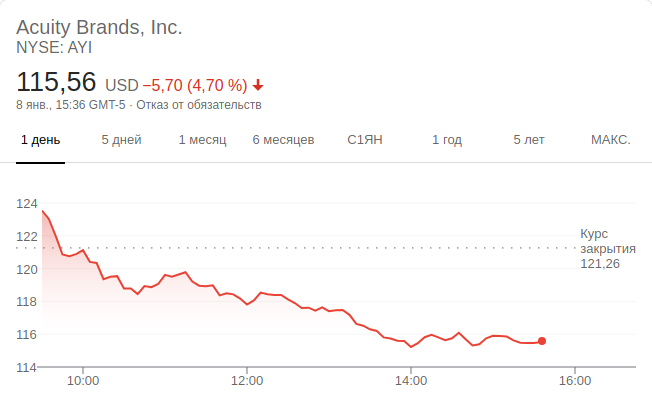 Acuity Brands, Inc.
NYSE: AYI
115,56 USD −5,70 (4,70 %)
8 янв., 15:36 GMT-5 · Отказ от обязательств
1 день 5 дней 1 месяц 6 месяцев С1ЯН 1 год 5 лет МАКС.
124
122
120
118
116
114
Курс
закрытия
121,26
10:00 12:00 14:00 16:00